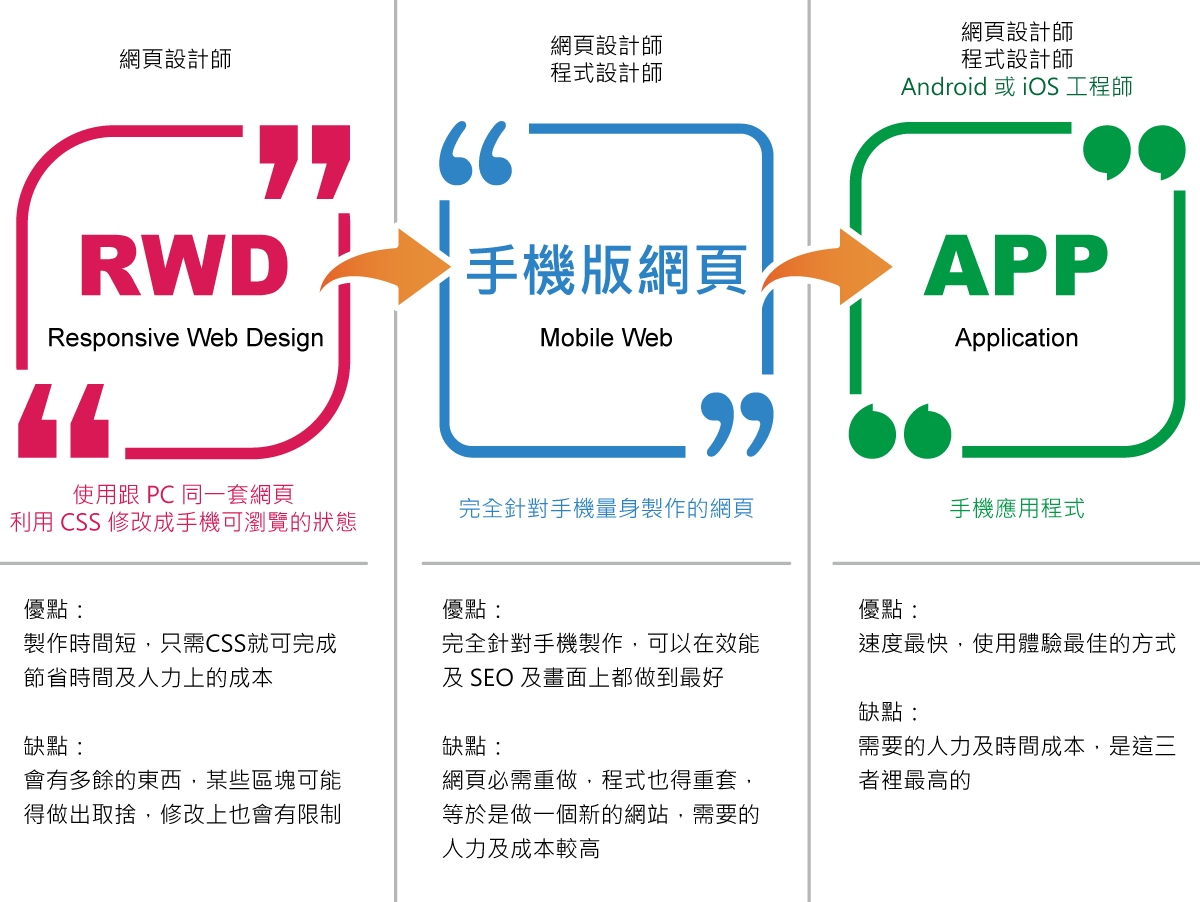 網頁設計師
RWD
Responsive Web Design
使用跟 PC 同一套網頁
利用 CSS 修改成手機可瀏覽的狀態
優點：
製作時間短，只需CSS就可完成
節省時間及人力上的成本
缺點：
會有多餘的東西，某些區塊可能
得做出取捨，修改上也會有限制
網頁設計師
程式設計師
手機版網頁
Mobile Web
完全針對手機量身製作的網頁
優點：
完全針對手機製作，可以在效能
及 SEO 及畫面上都做到最好
缺點：
網頁必需重做，程式也得重套，
等於是做一個新的網站，需要的
人力及成本較高
網頁設計師
程式設計師
Android 或 iOS 工程師
APP
Application
手機應用程式
優點：
速度最快，使用體驗最佳的方式
缺點：
需要的人力及時間成本，是這三
者裡最高的